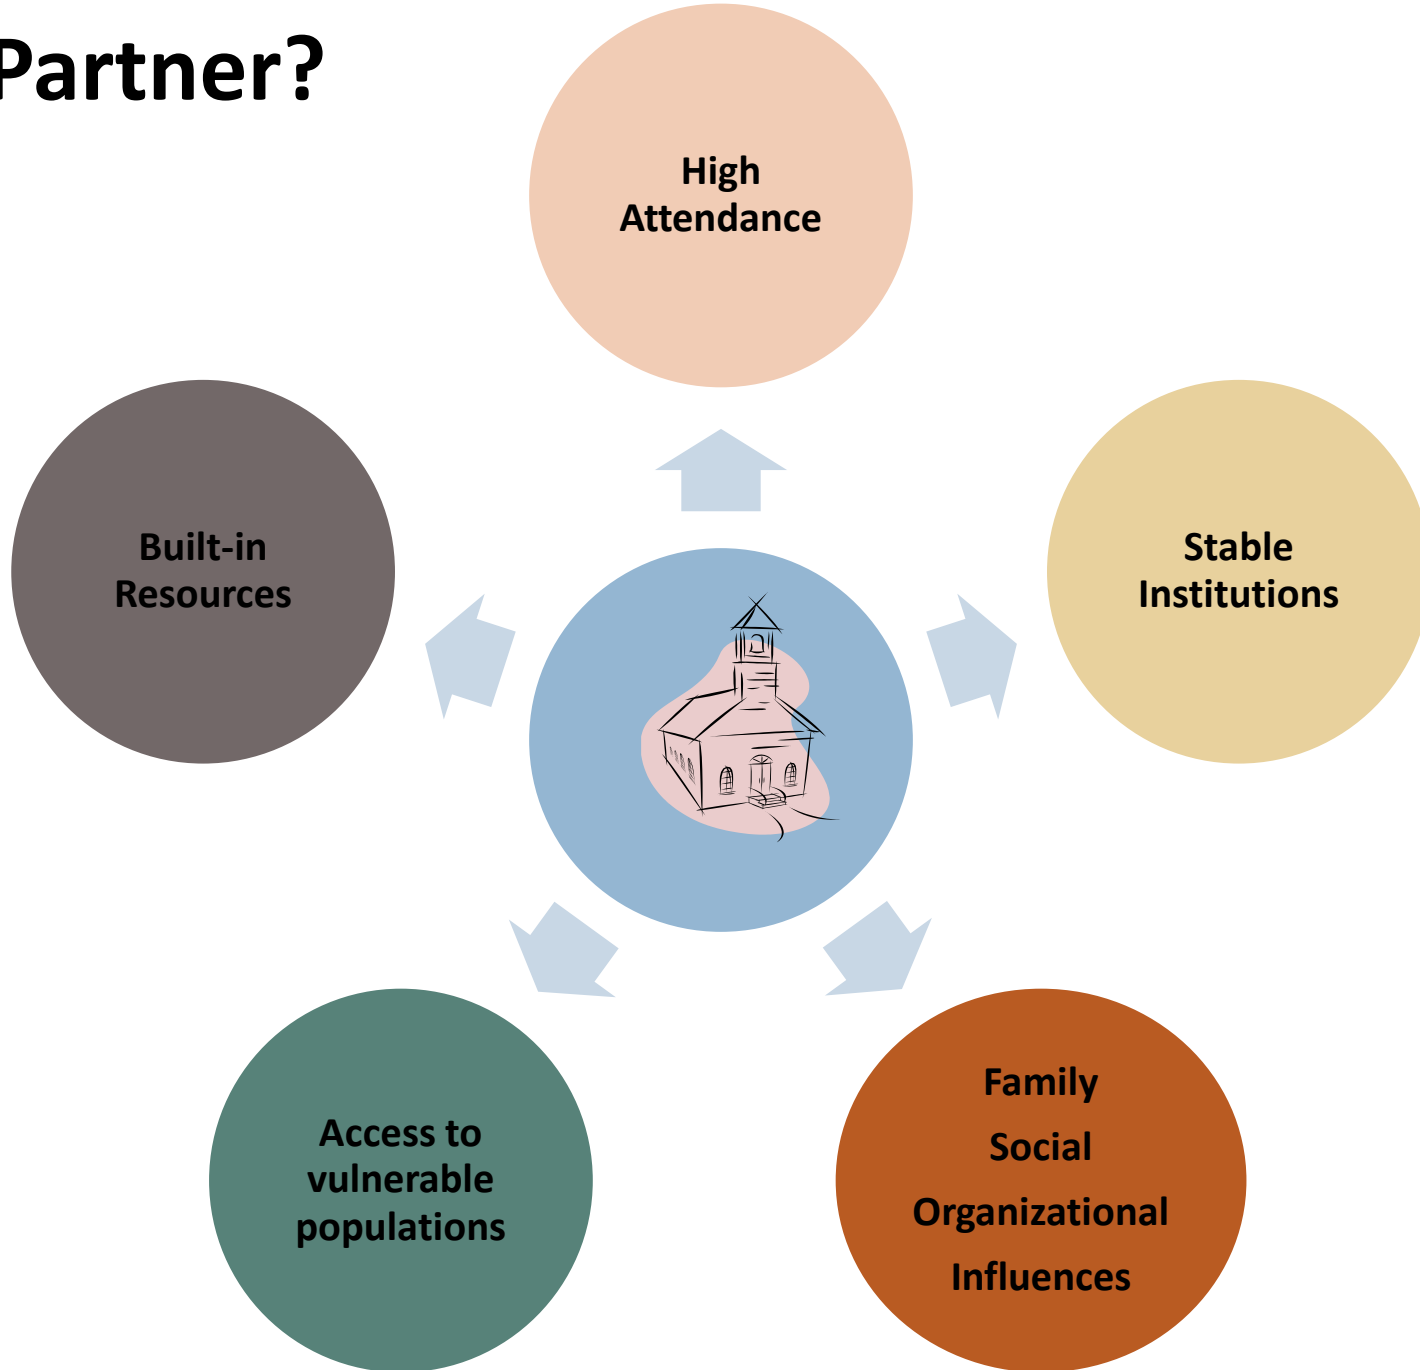 Partner?
High
Attendance
Built-in
Resources
Stable
Institutions
Access to
vulnerable
populations
Family
Social
Organizational
Influences